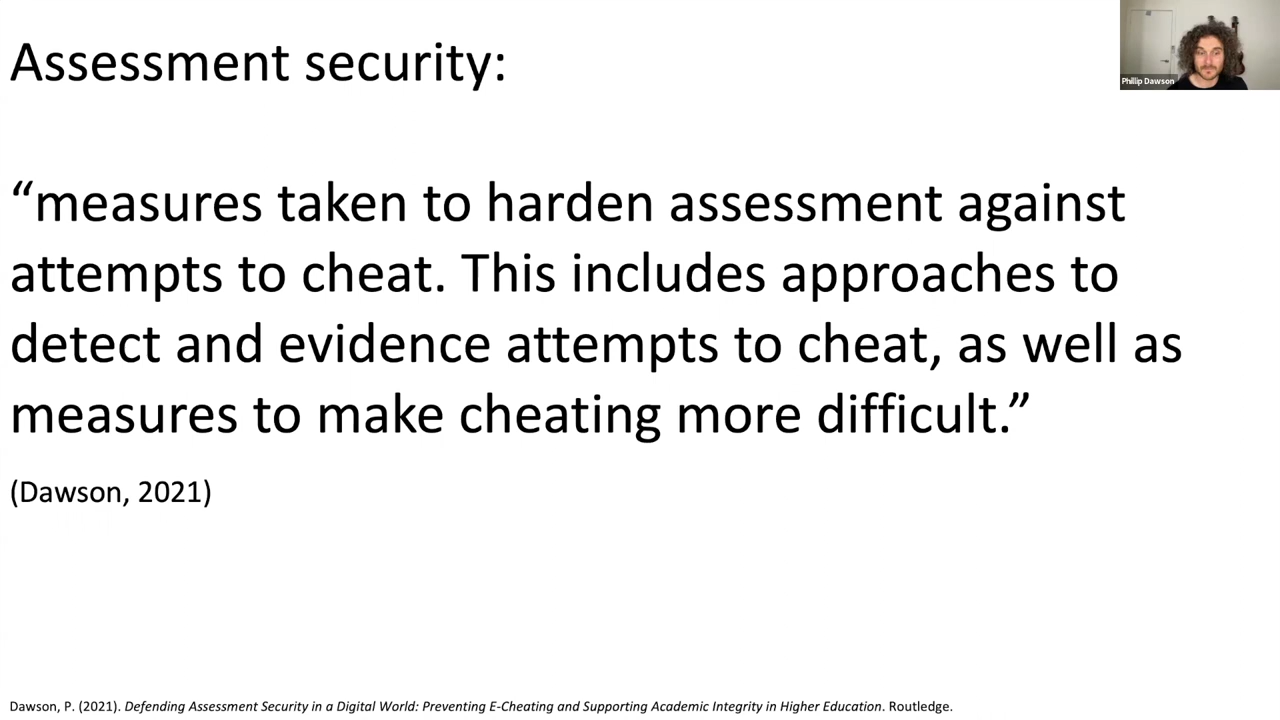 Assessment security:
Phillip Dawson
“measures taken to harden assessment against
attempts to cheat. This includes approaches to
detect and evidence attempts to cheat, as well as
measures to make cheating more difficult.”
(Dawson, 2021)
Dawson, P. (2021). Defending Assessment Security in a Digital World: Preventing E-Cheating and Supporting Academic Integrity in Higher Education. Routledge.